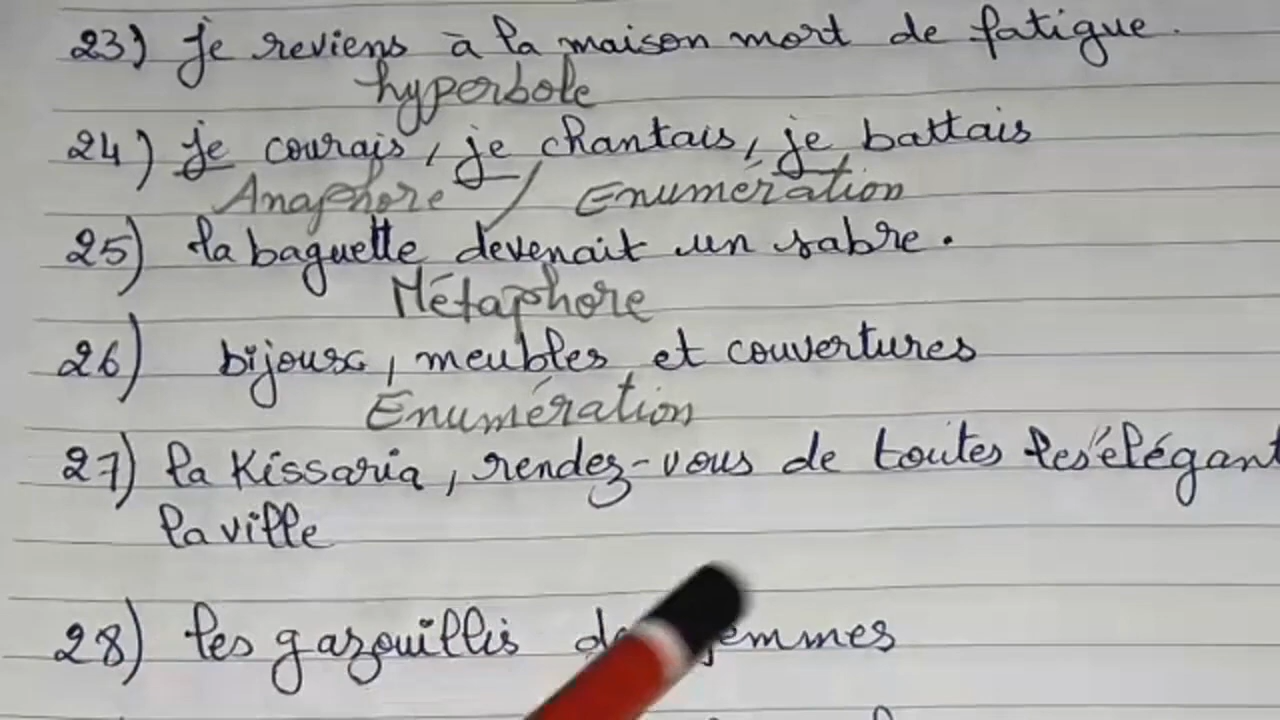 23) je reviens à la maison mort de fatigue.
hyperbole
24) je courais, je chantais, je battais
Anaphore / Enumération
25) la baguette devenait un sabre.
Métaphore
26) bijoux, meubles et couvertures
Enumération
27) la Kissaria, rendez-vous de toutes les élégant
la ville
28) les gazouillis